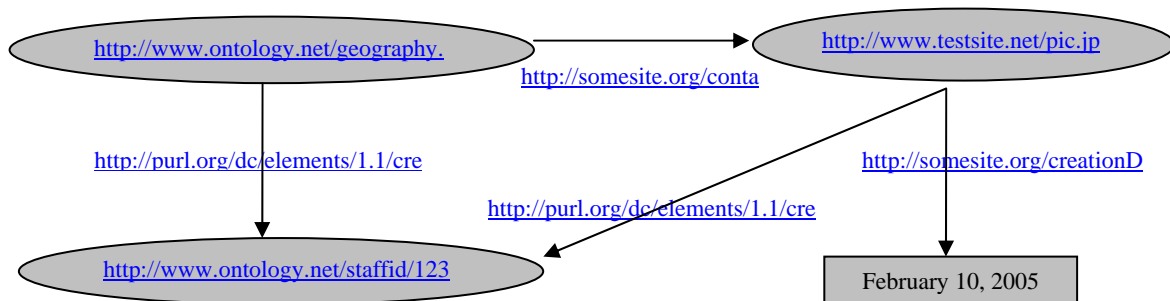 http://www.ontology.net/geography.
http://www.testsite.net/pic.jp
http://somesite.org/conta
http://purl.org/dc/elements/1.1/cre
http://somesite.org/creationD
http://purl.org/dc/elements/1.1/cre
http://www.ontology.net/staffid/123
February 10, 2005